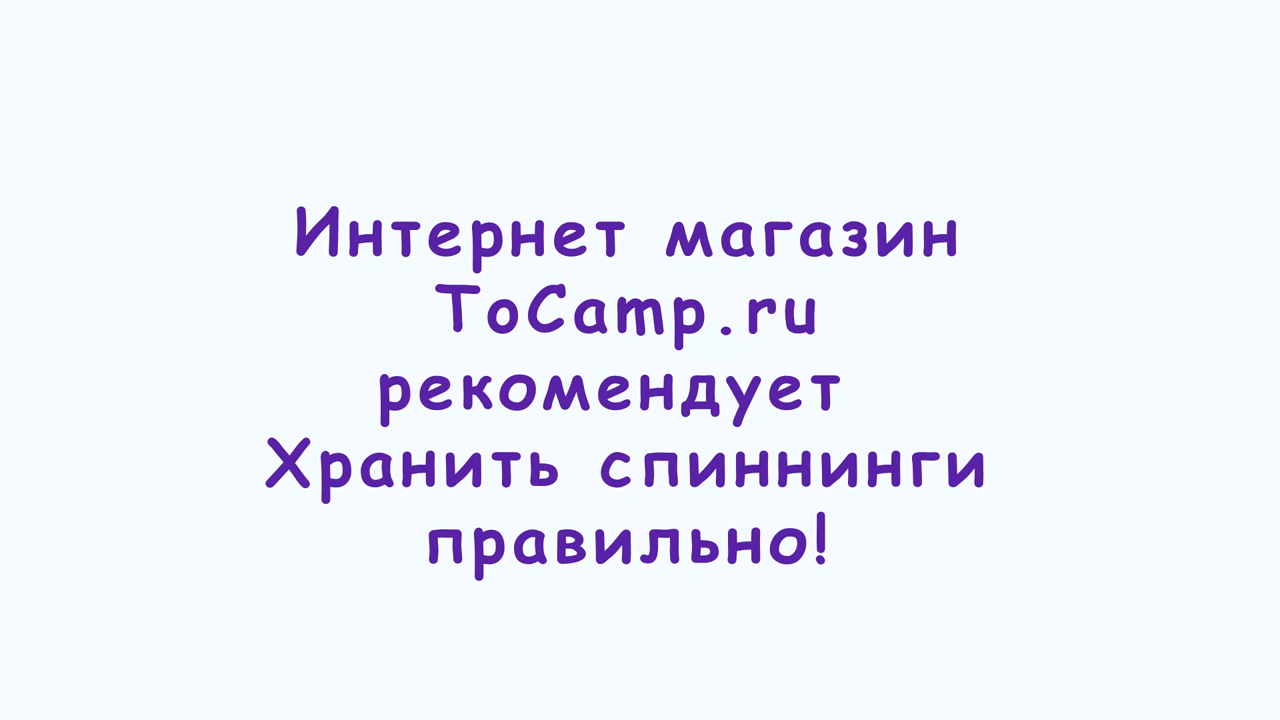 Интернет магазин
ToCamp.ru
рекомендует
Хранить спиннинги
правильно!